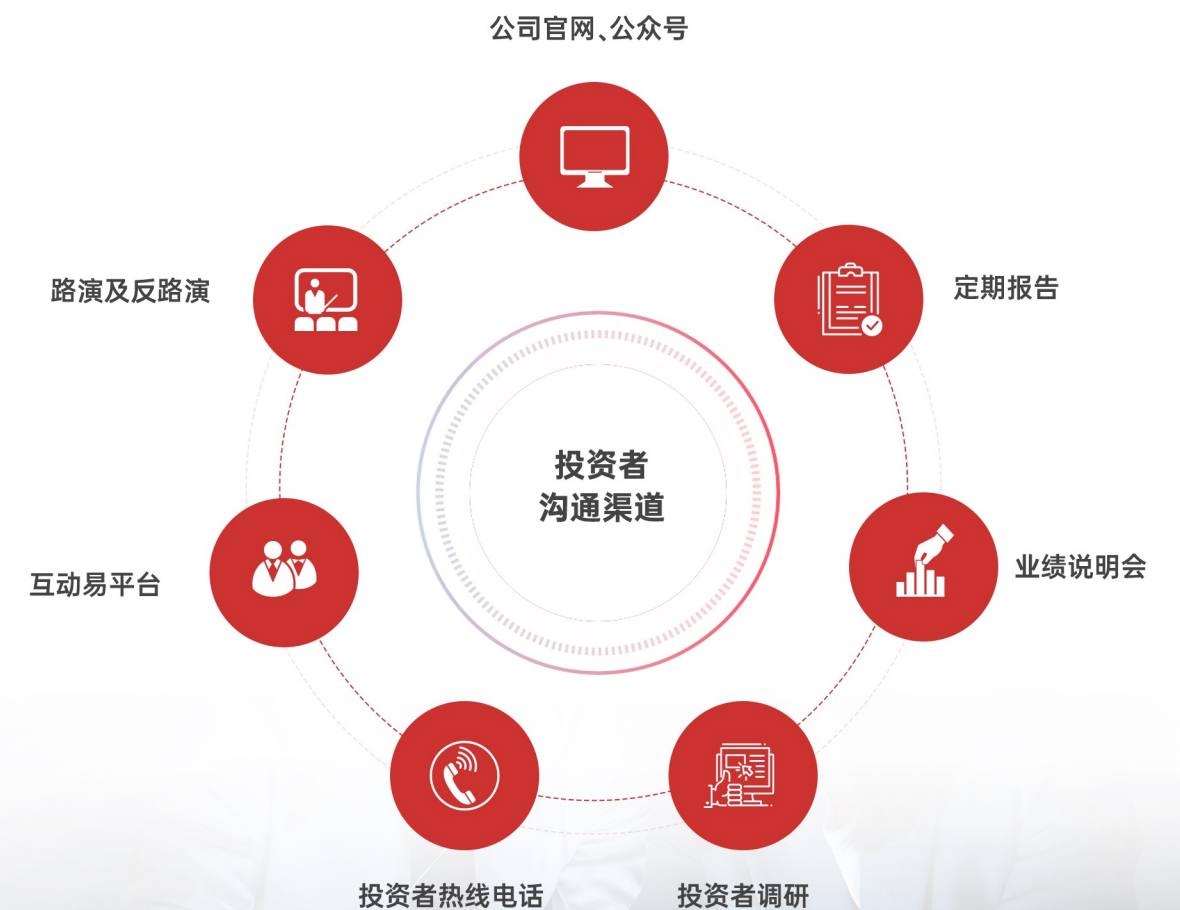 公司官网、公众号
路演及反路演
定期报告
投资者
沟通渠道
互动易平台
业绩说明会
投资者热线电话
投资者调研